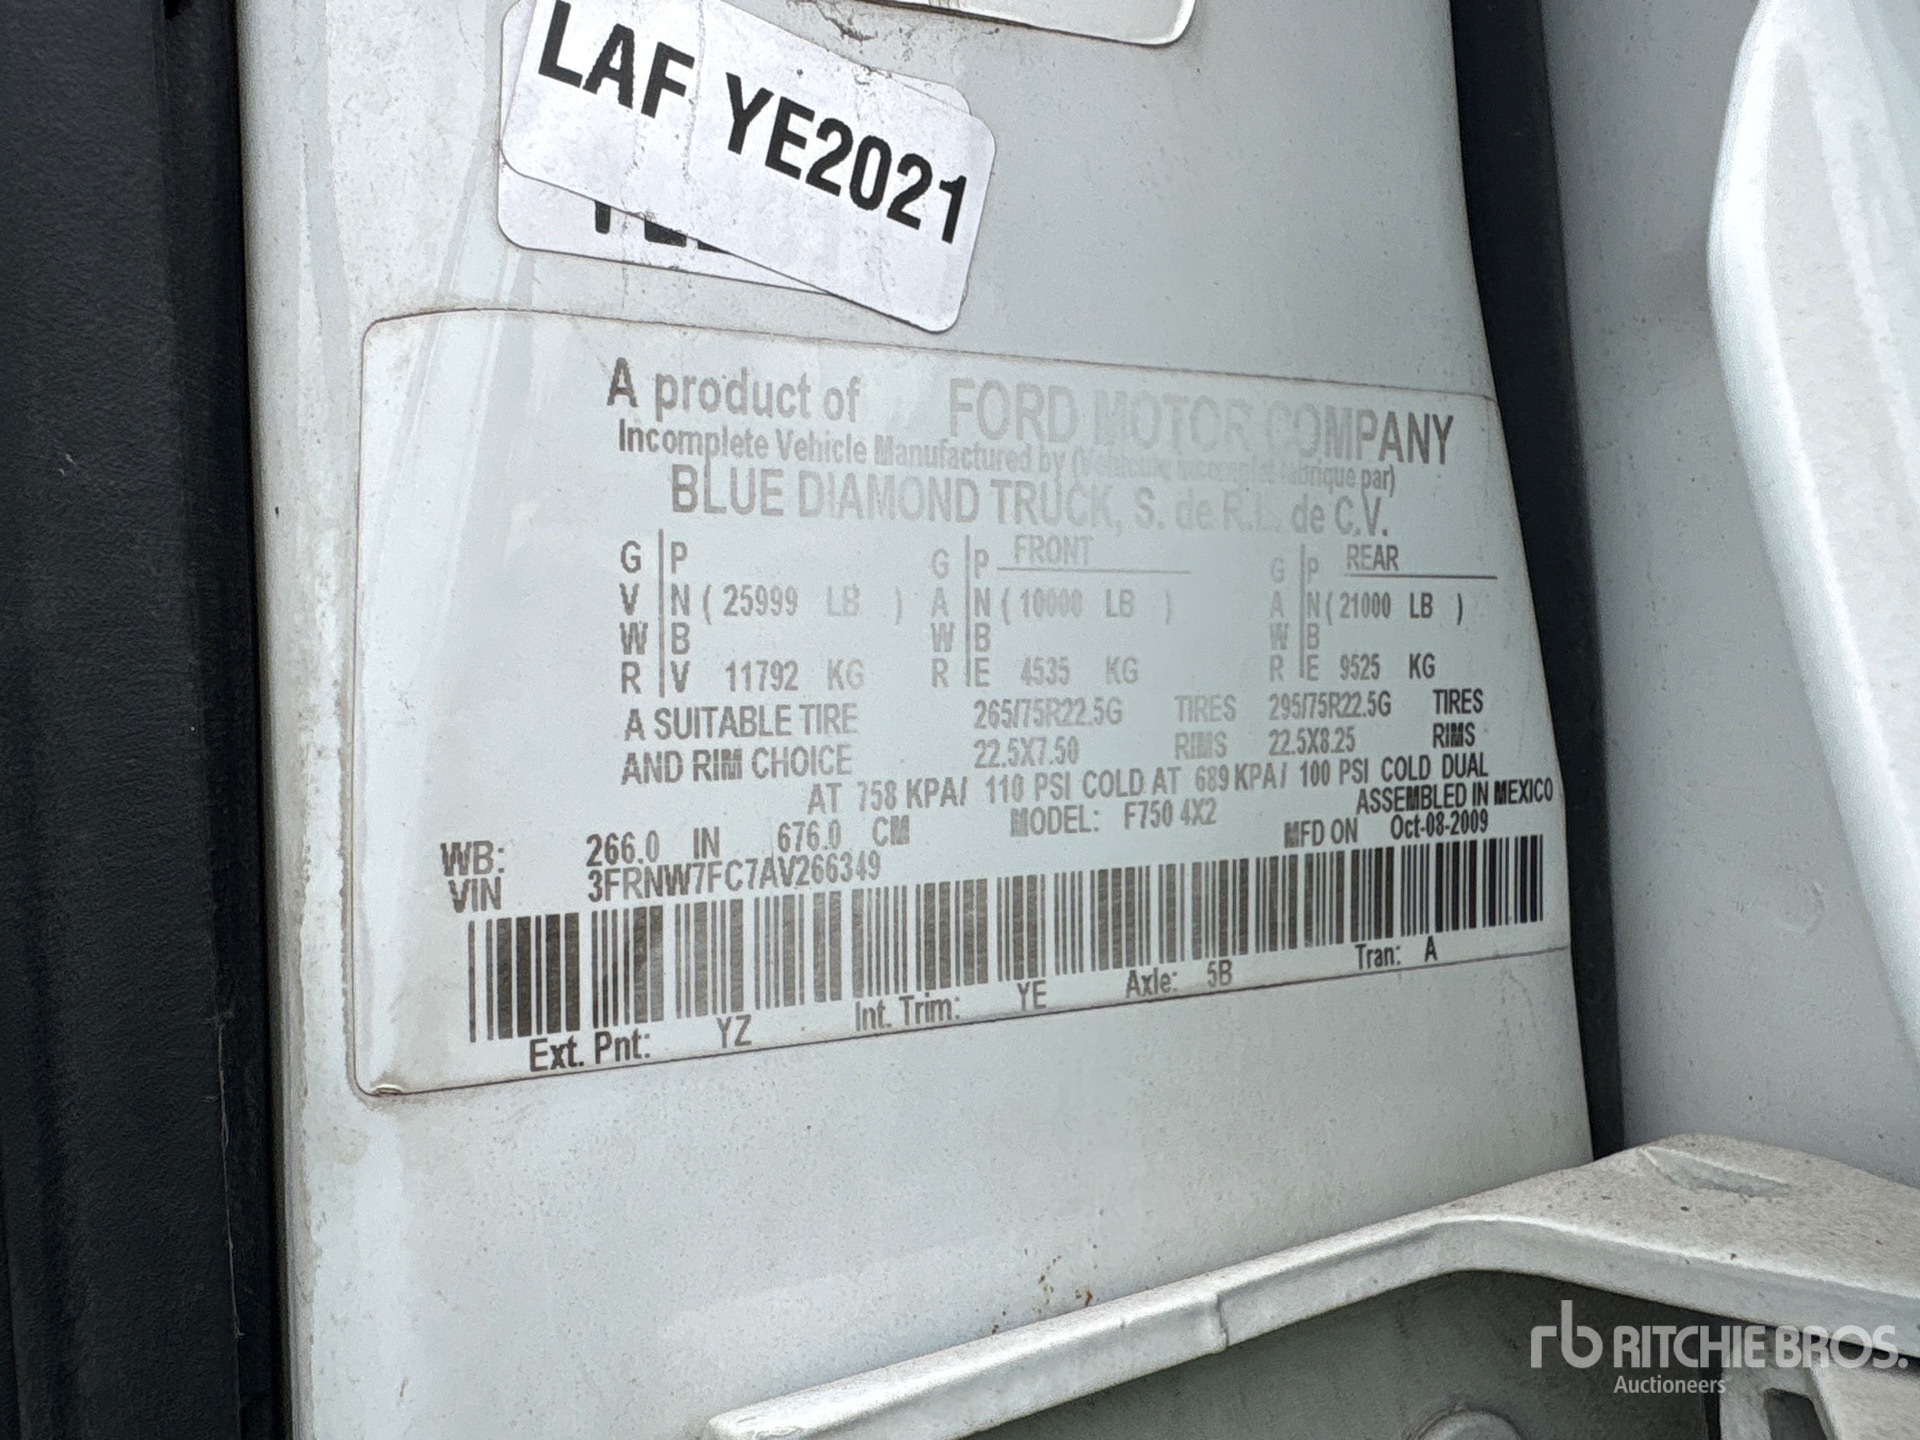 LAF YE2021
A product of FORD MOTOR COMPANY
Incomplete Vehicle Manufactured by (Véhicule incomplet fabriqué par)
BLUE DIAMOND TRUCK, S. de R.L. de C.V.
G P G P FRONT G P REAR
V N ( 25999 LB ) A N ( 10000 LB ) A N ( 21000 LB )
W B W B W B
R V 11792 KG R E 4535 KG R E 9525 KG
A SUITABLE TIRE 265/75R22.5G TIRES 295/75R22.5G TIRES
AND RIM CHOICE 22.5X7.50 RIMS 22.5X8.25 RIMS
AT 758 KPA/ 110 PSI COLD AT 689 KPA/ 100 PSI COLD DUAL
ASSEMBLED IN MEXICO
WB: 266.0 IN 676.0 CM MODEL: F750 4X2 MFD ON Oct-08-2009
VIN 3FRNW7FC7AV266349
Ext. Pnt: YZ Int. Trim: YE Axle: 5B Tran: A
rb RITCHIE BROS.
Auctioneers